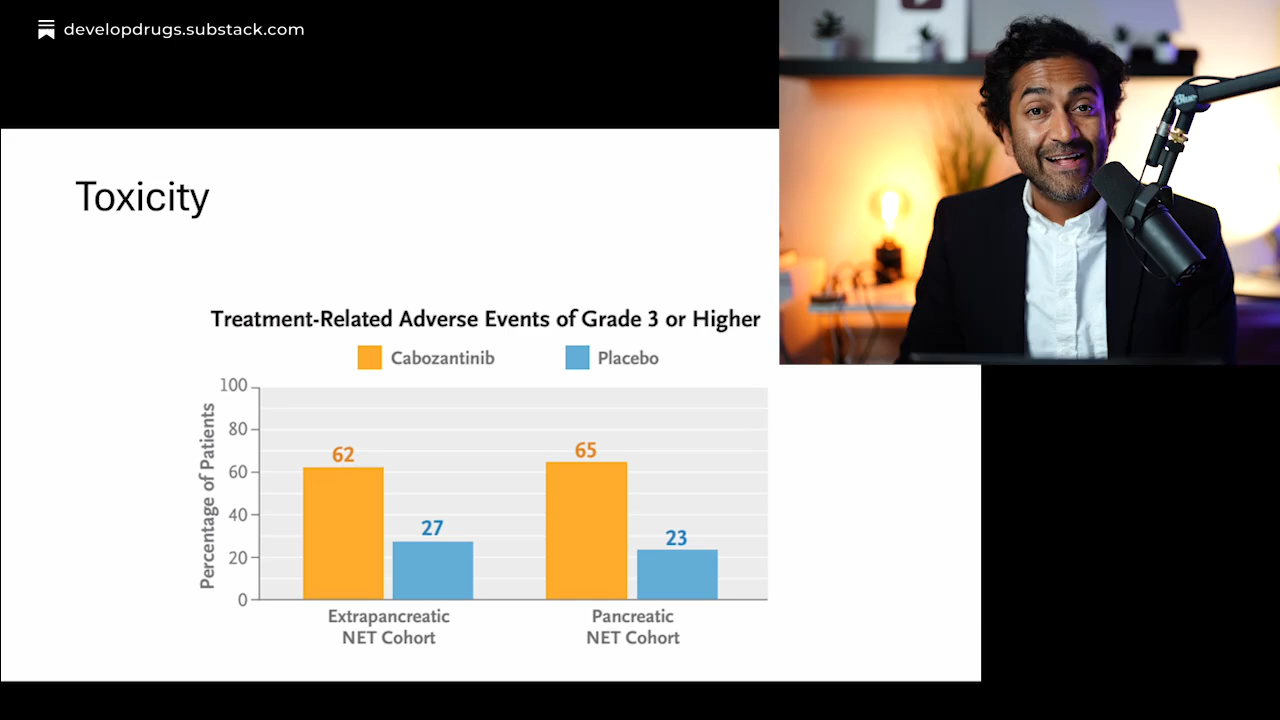 developdrugs.substack.com
Toxicity
Treatment-Related Adverse Events of Grade 3 or Higher
Cabozantinib
Placebo
Percentage of Patients
100
80
60
40
20
0
62
27
65
23
Extrapancreatic
NET Cohort
Pancreatic
NET Cohort
Blue